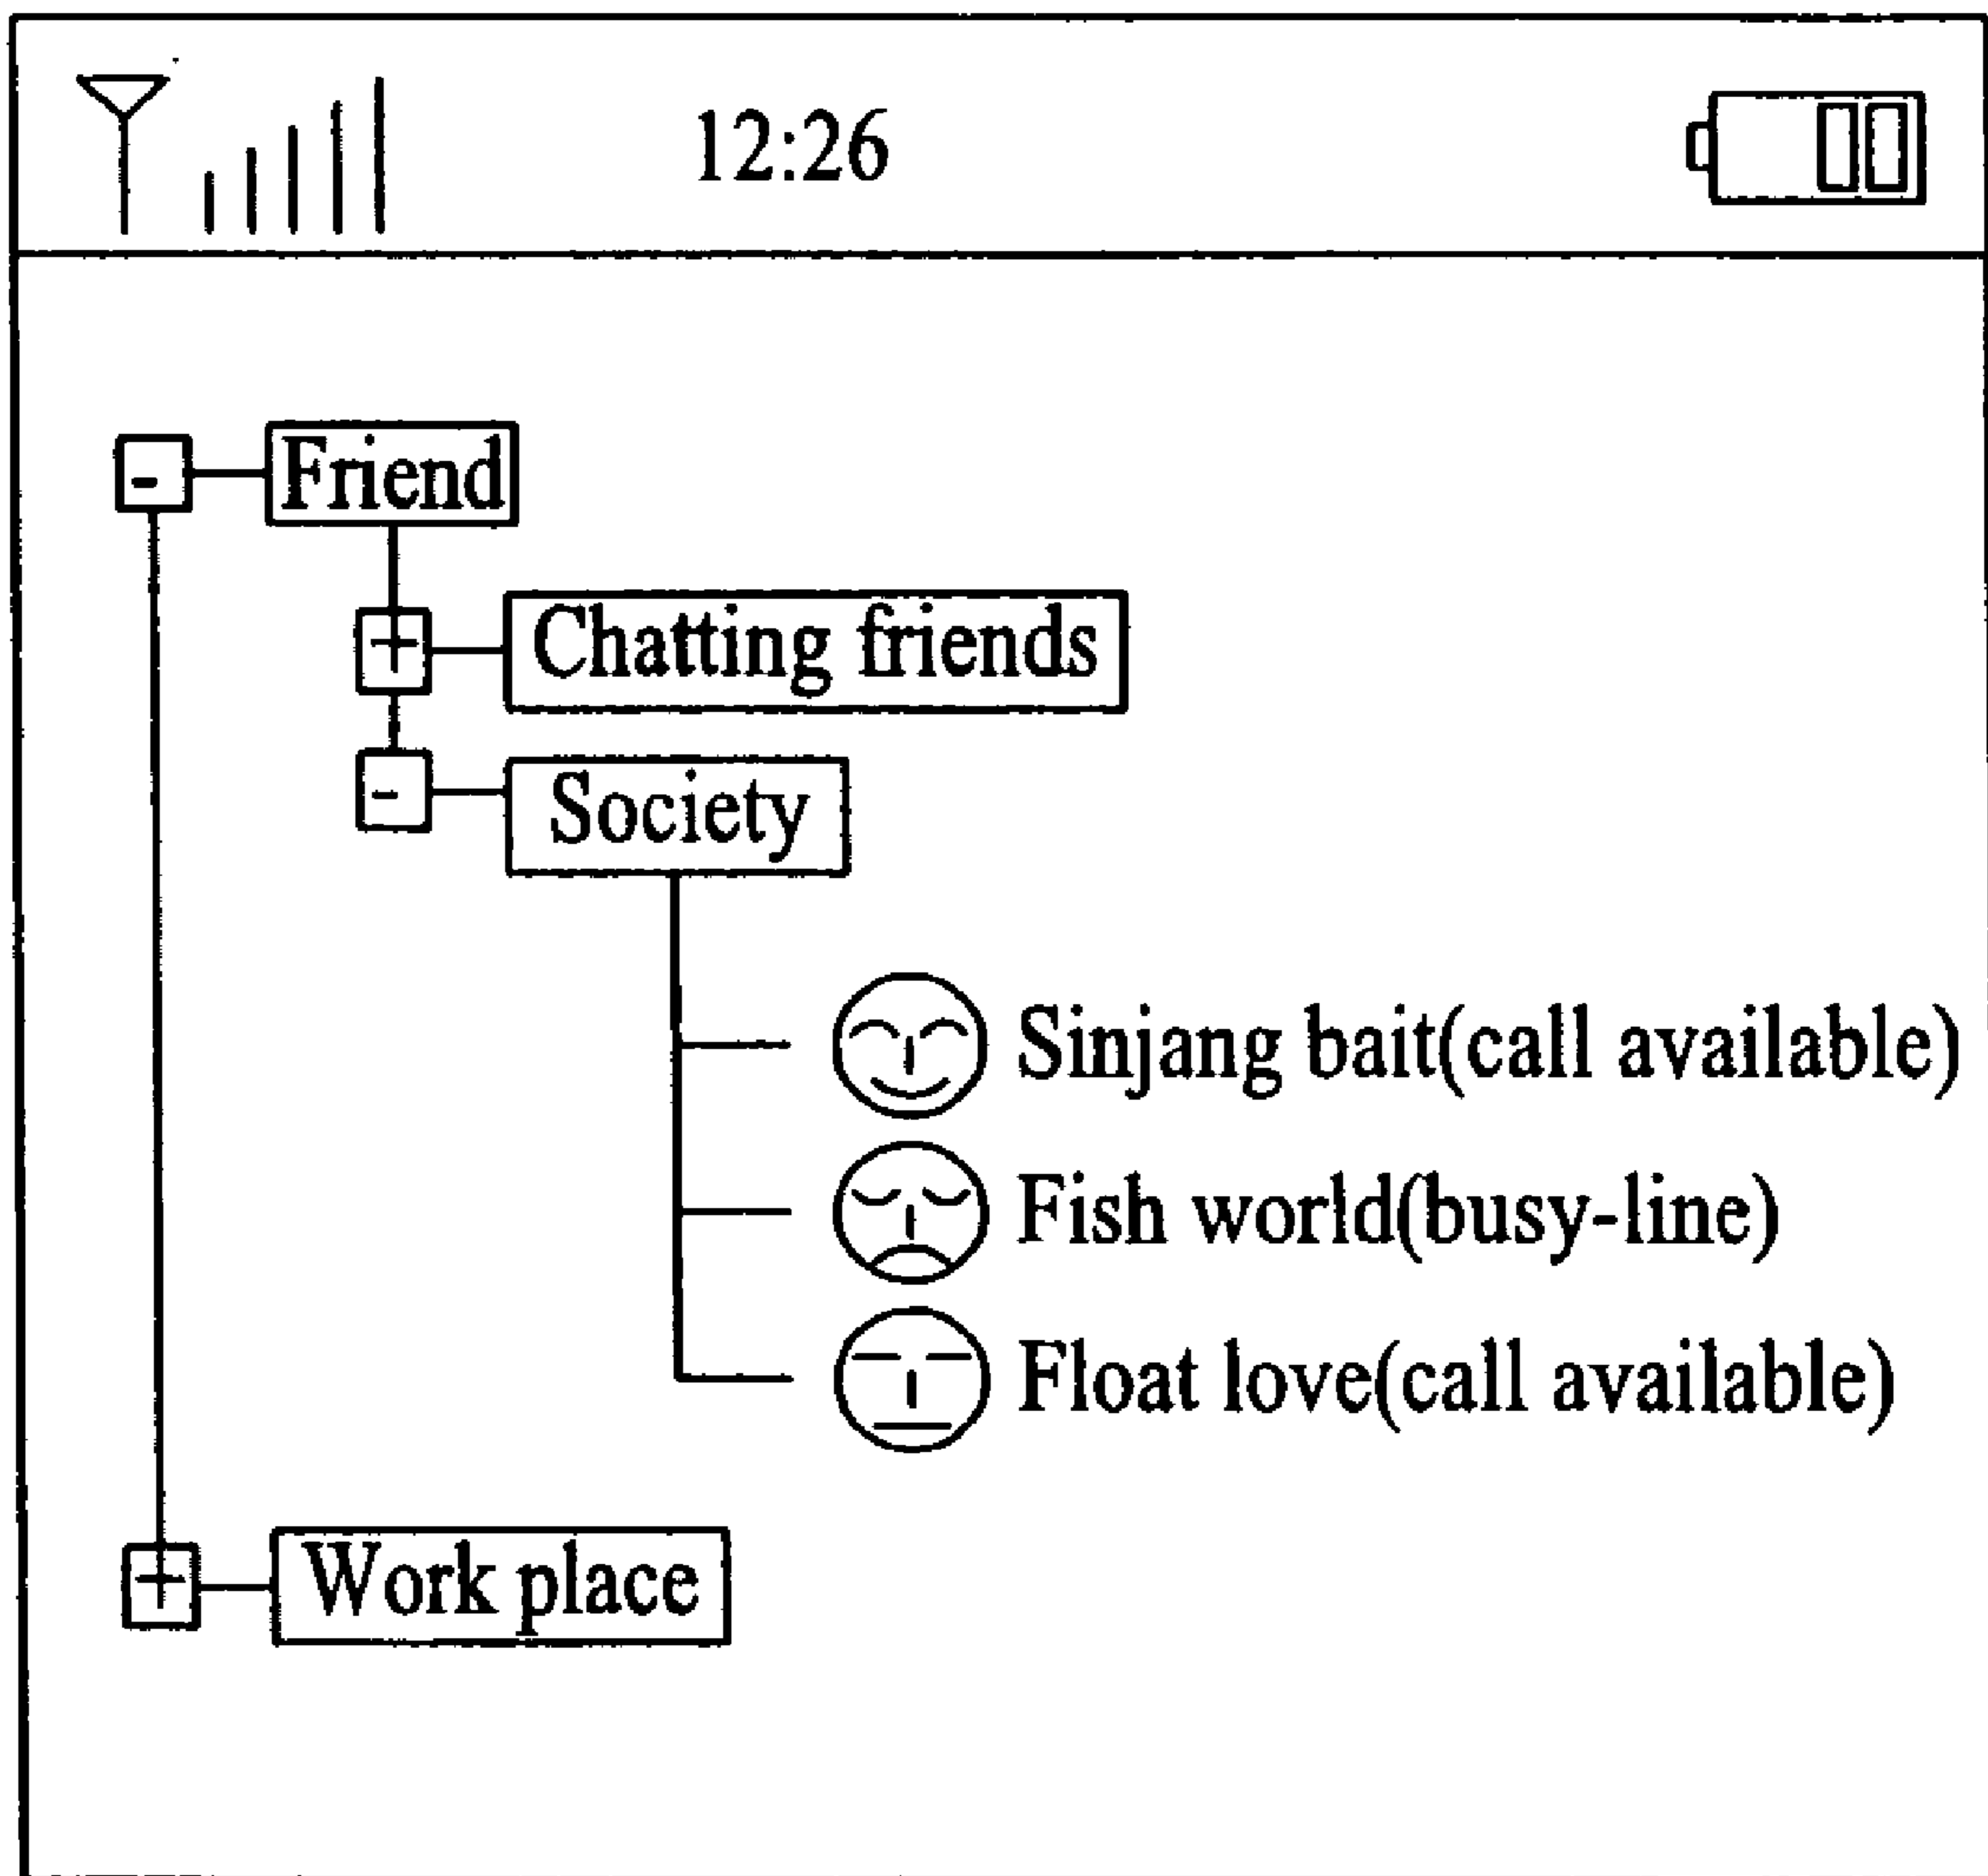 12:26
Friend
Chatting friends
Society
Sinjang bait(call available)
Fish world(busy-line)
Float love(call available)
Work place